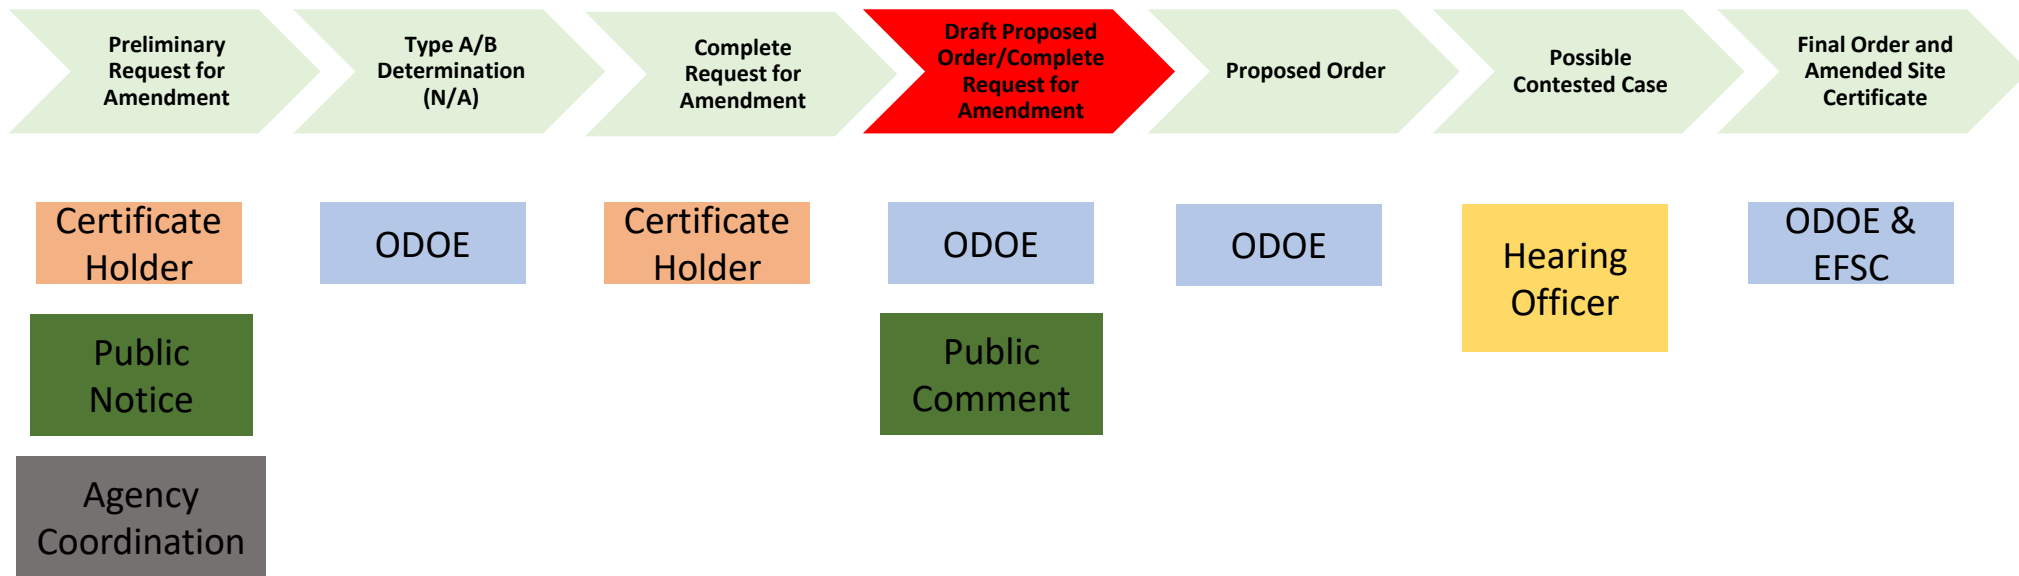 Preliminary
Request for
Amendment
Type A/B
Determination
(N/A)
Complete
Request for
Amendment
Draft Proposed
Order/Complete
Request for
Amendment
Proposed Order
Possible
Contested Case
Final Order and
Amended Site
Certificate
Certificate
Holder
ODOE
Certificate
Holder
ODOE
ODOE
Hearing
Officer
ODOE &
EFSC
Public
Notice
Public
Comment
Agency
Coordination